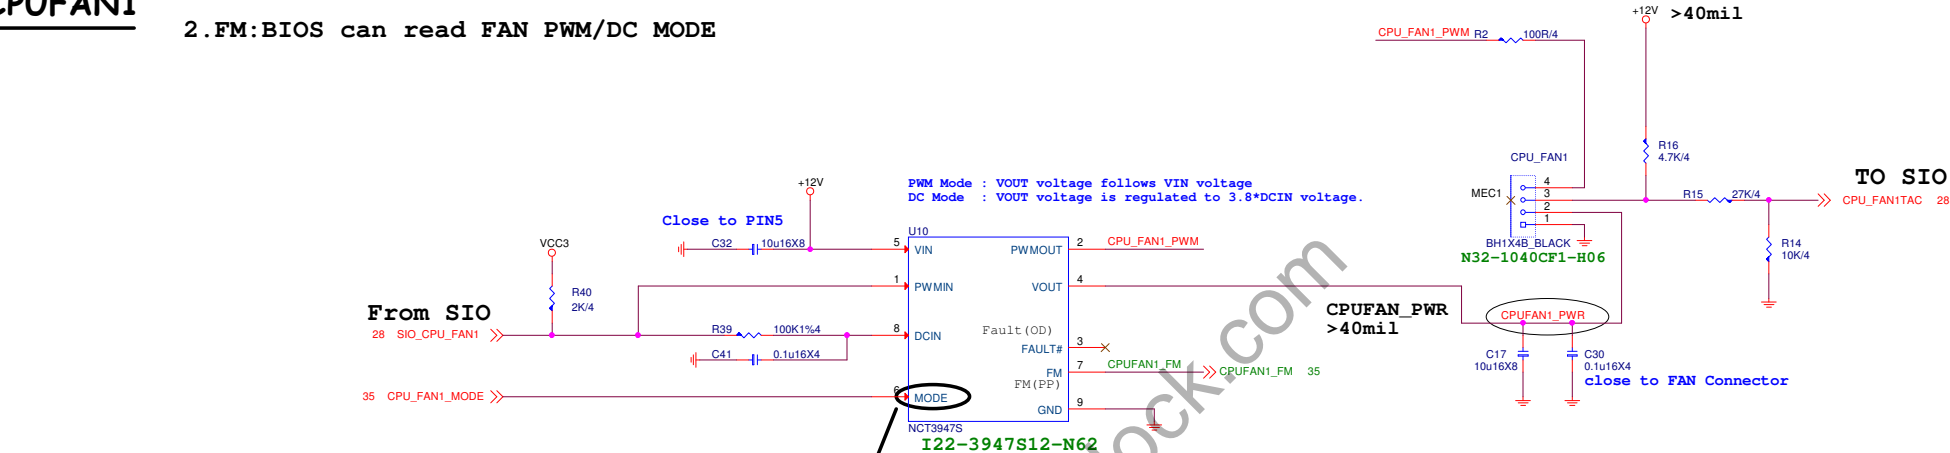 CPUFAN1
2.FM:BIOS can read FAN PWM/DC MODE
+12V >40mil
CPU_FAN1_PWM R2 100R/4
R16
4.7K/4
CPU_FAN1
TO SIO
+12V
PWM Mode : VOUT voltage follows VIN voltage
DC Mode : VOUT voltage is regulated to 3.8*DCIN voltage.
MEC1
4
3
2
1
R15 27K/4
CPU_FAN1TAC 28
Close to PIN5
U10
VCC3
C32 10u16X8
5 VIN
PWMOUT 2 CPU_FAN1_PWM
BH1X4B_BLACK
N32-1040CF1-H06
R14
10K/4
1 PWMIN
VOUT 4
R40
2K/4
From SIO
28 SIO_CPU_FAN1
CPUFAN_PWR
>40mil
CPUFAN1_PWR
R39 100K1%4
8 DCIN
Fault(OD)
FAULT# 3
C41 0.1u16X4
C17
10u16X8
C30
0.1u16X4
close to FAN Connector
FM 7 CPUFAN1_FM
CPUFAN1_FM 35
FM(PP)
35 CPU_FAN1_MODE
6 MODE
GND 9
NCT3947S
I22-3947S12-N62
ock.com